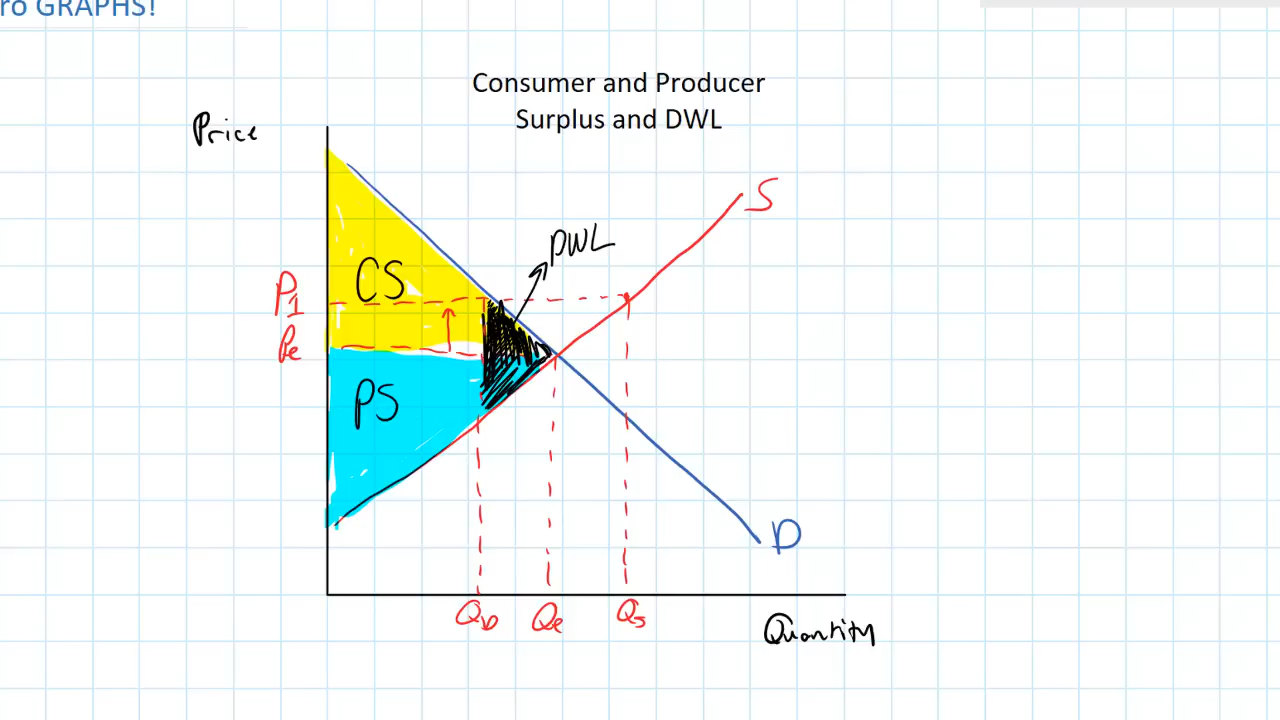 ro GRAPHS!
Consumer and Producer
Surplus and DWL
Price
S
DWL
CS
P1
Pe
PS
D
QD
Qe
Qs
Quantity